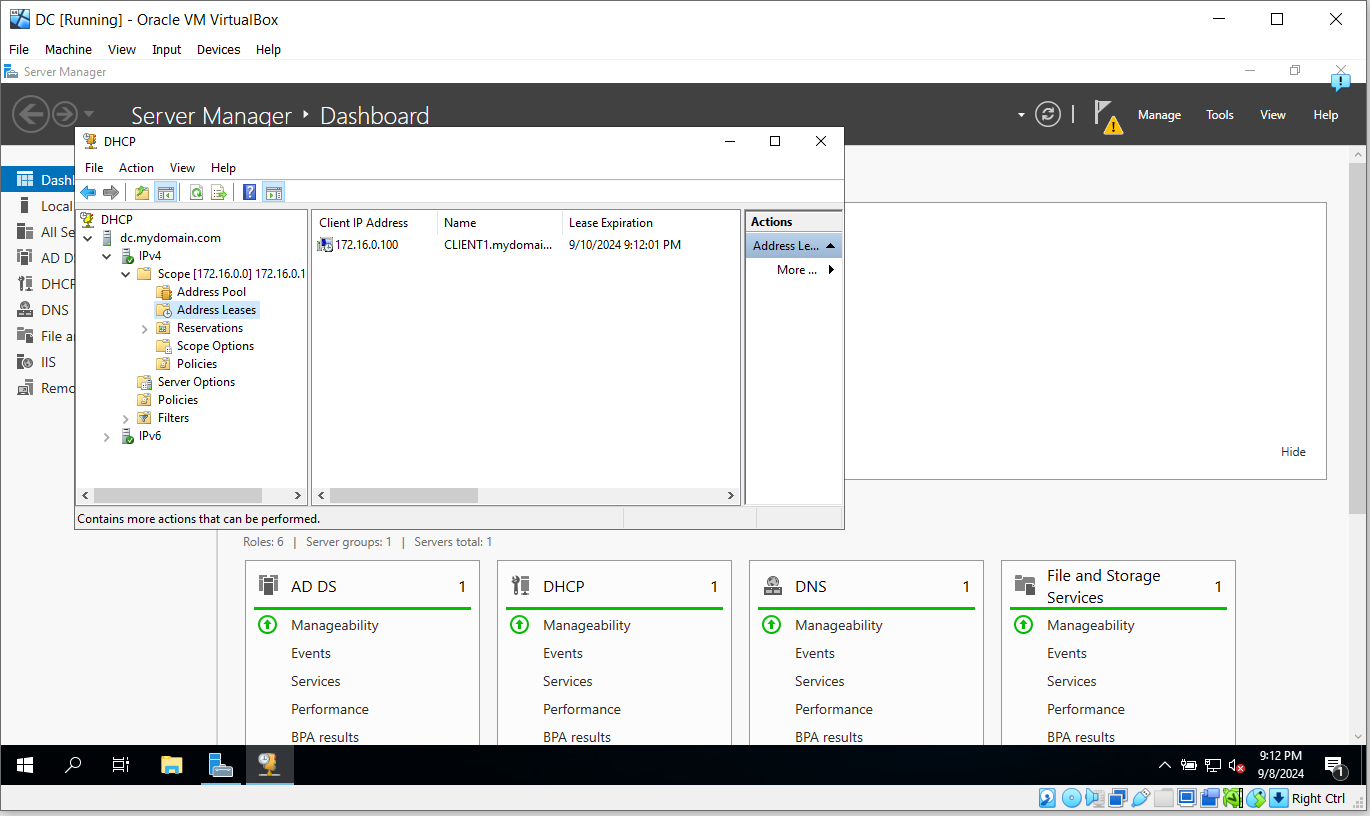 DC [Running] - Oracle VM VirtualBox
File Machine View Input Devices Help
Server Manager
Server Manager ‣ Dashboard
Manage Tools View Help
DHCP
File Action View Help
Dashl
Local
All Se
AD D
DHCP
DNS
File a
IIS
Remo
DHCP
dc.mydomain.com
IPv4
Scope [172.16.0.0] 172.16.0.1
Address Pool
Address Leases
Reservations
Scope Options
Policies
Server Options
Policies
Filters
IPv6
Client IP Address Name Lease Expiration
172.16.0.100 CLIENT1.mydomai... 9/10/2024 9:12:01 PM
Actions
Address Le...
More ...
Contains more actions that can be performed.
Hide
Roles: 6 | Server groups: 1 | Servers total: 1
AD DS 1
Manageability
Events
Services
Performance
BPA results
DHCP 1
Manageability
Events
Services
Performance
BPA results
DNS 1
Manageability
Events
Services
Performance
BPA results
File and Storage
Services 1
Manageability
Events
Services
Performance
BPA results
9:12 PM
9/8/2024
1
Right Ctrl